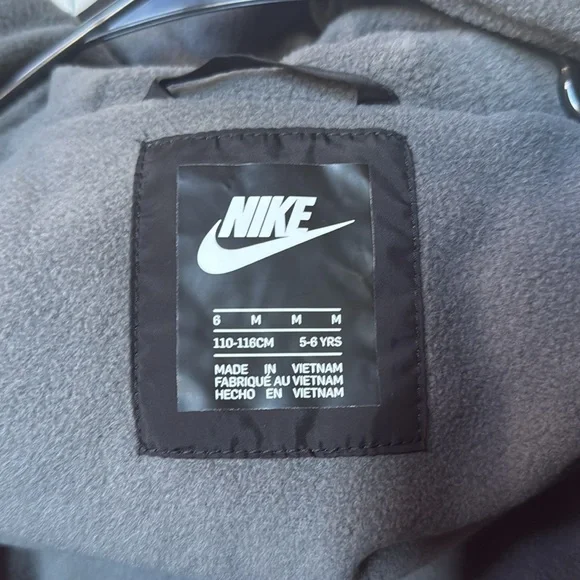 NIKE
6 M M M
110-116CM 5-6 YRS
MADE IN VIETNAM
FABRIQUÉ AU VIETNAM
HECHO EN VIETNAM